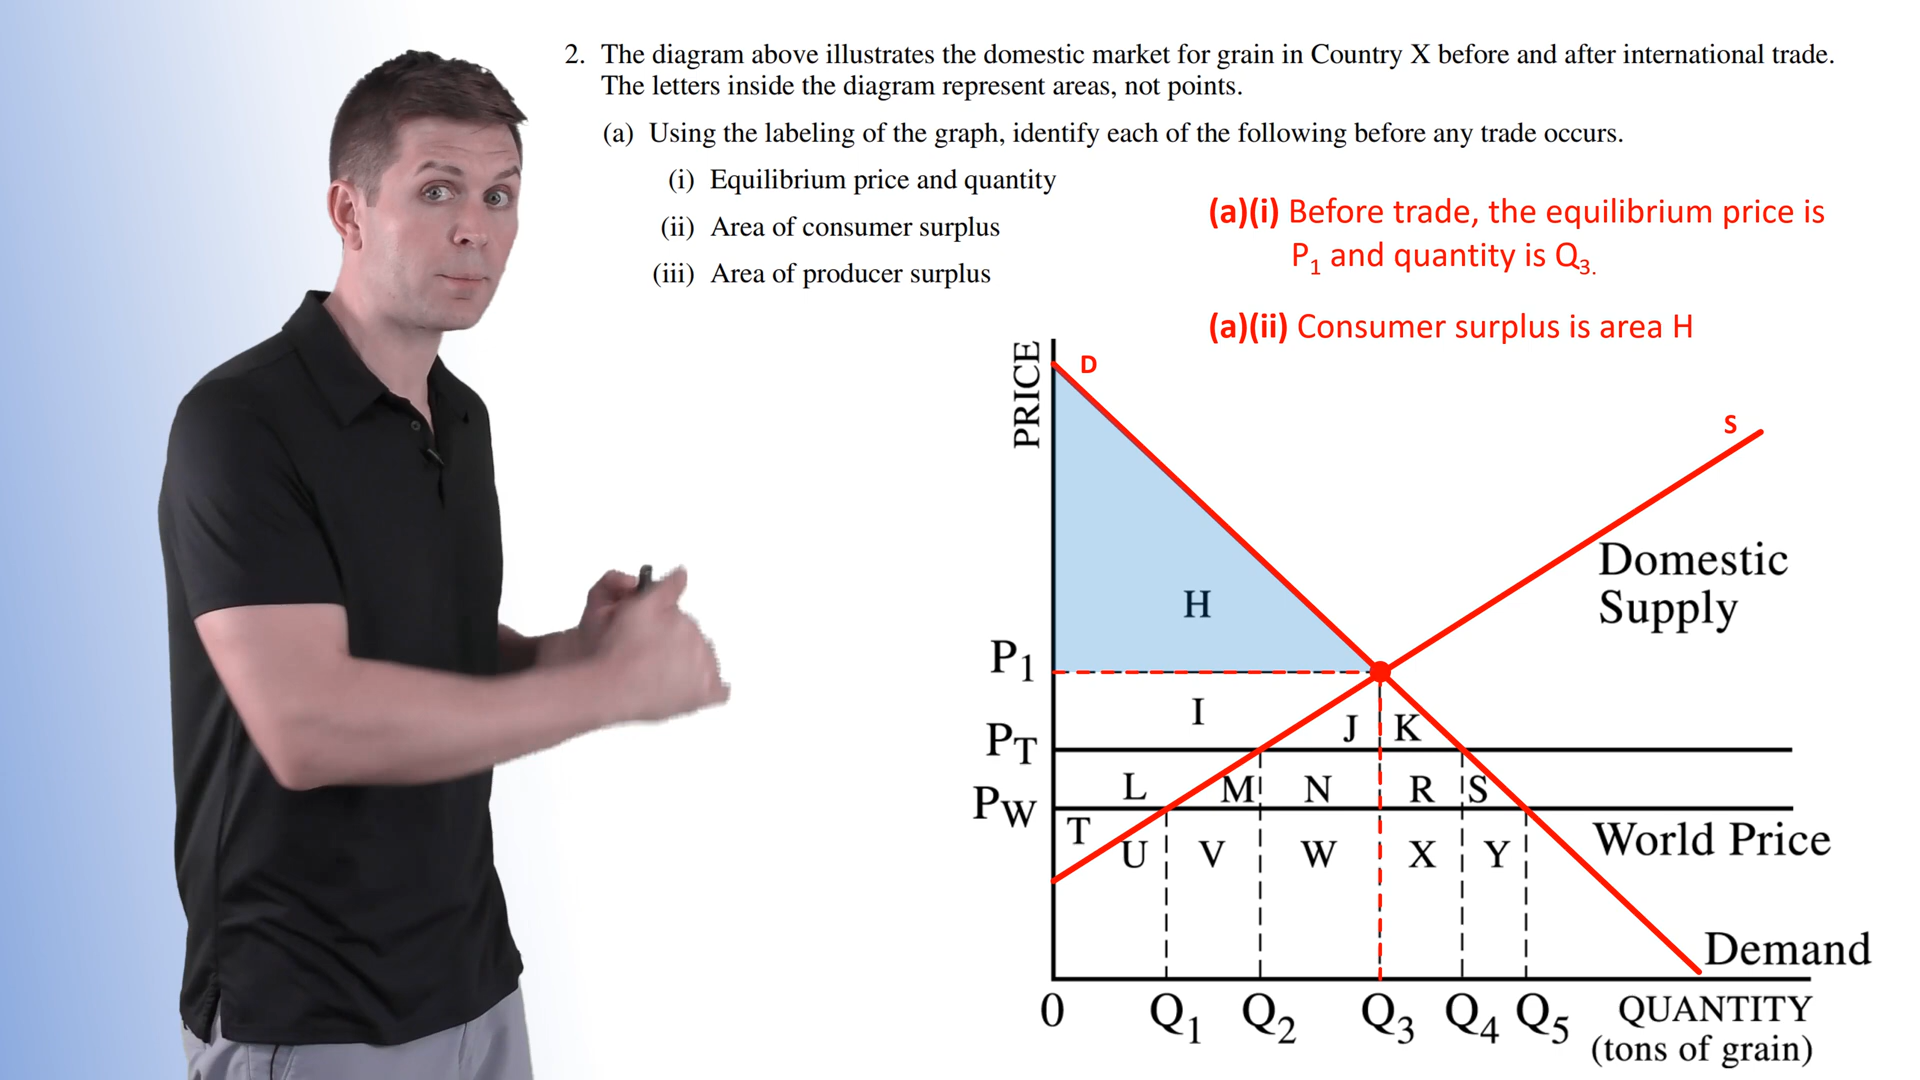 2. The diagram above illustrates the domestic market for grain in Country X before and after international trade.
The letters inside the diagram represent areas, not points.
(a) Using the labeling of the graph, identify each of the following before any trade occurs.
(i) Equilibrium price and quantity
(ii) Area of consumer surplus
(iii) Area of producer surplus
(a)(i) Before trade, the equilibrium price is
P1 and quantity is Q3.
(a)(ii) Consumer surplus is area H
PRICE
D
S
Domestic
Supply
H
P1
I
J K
PT
L M N R S
PW
T
U V W X Y
World Price
Demand
0 Q1 Q2 Q3 Q4 Q5 QUANTITY
(tons of grain)